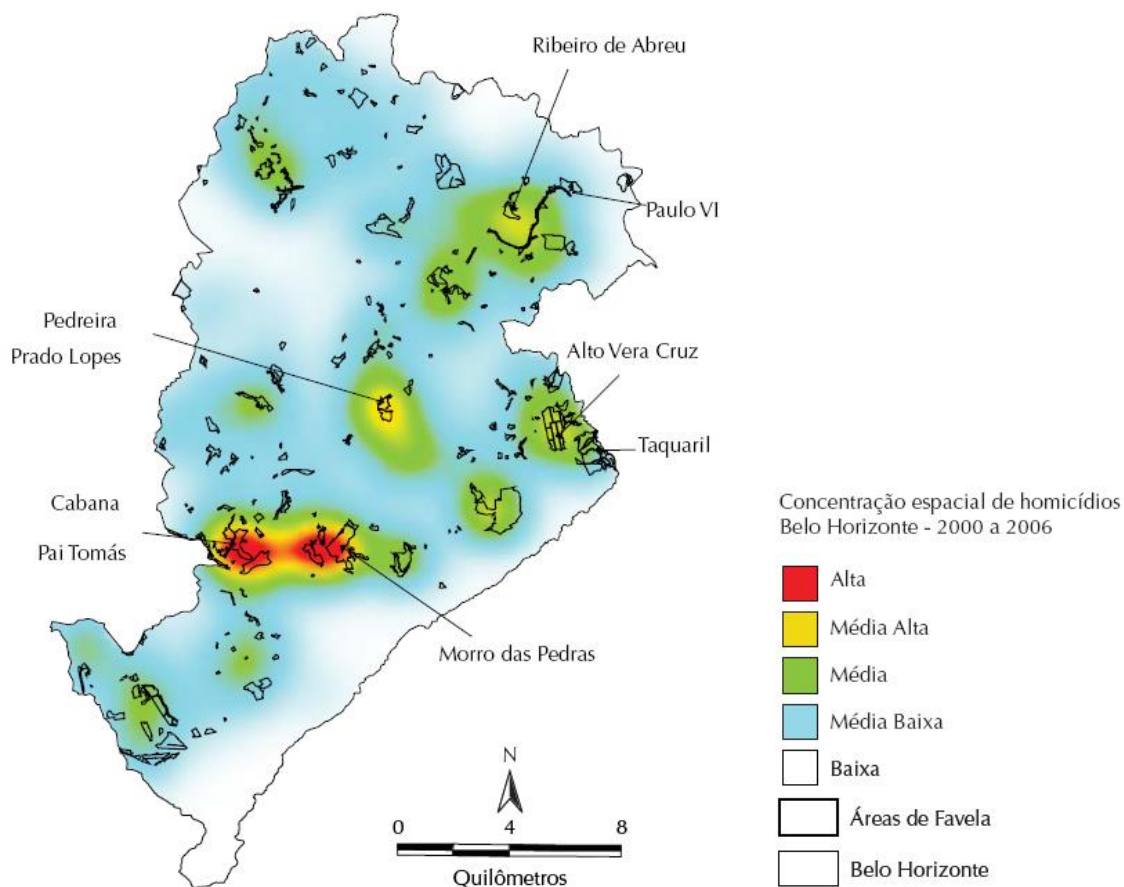 Ribeiro de Abreu
Paulo VI
Pedreira
Prado Lopes
Alto Vera Cruz
Taquaril
Cabana
Pai Tomás
Morro das Pedras
N
0 4 8
Quilômetros
Concentração espacial de homicídios
Belo Horizonte - 2000 a 2006
Alta
Média Alta
Média
Média Baixa
Baixa
Áreas de Favela
Belo Horizonte